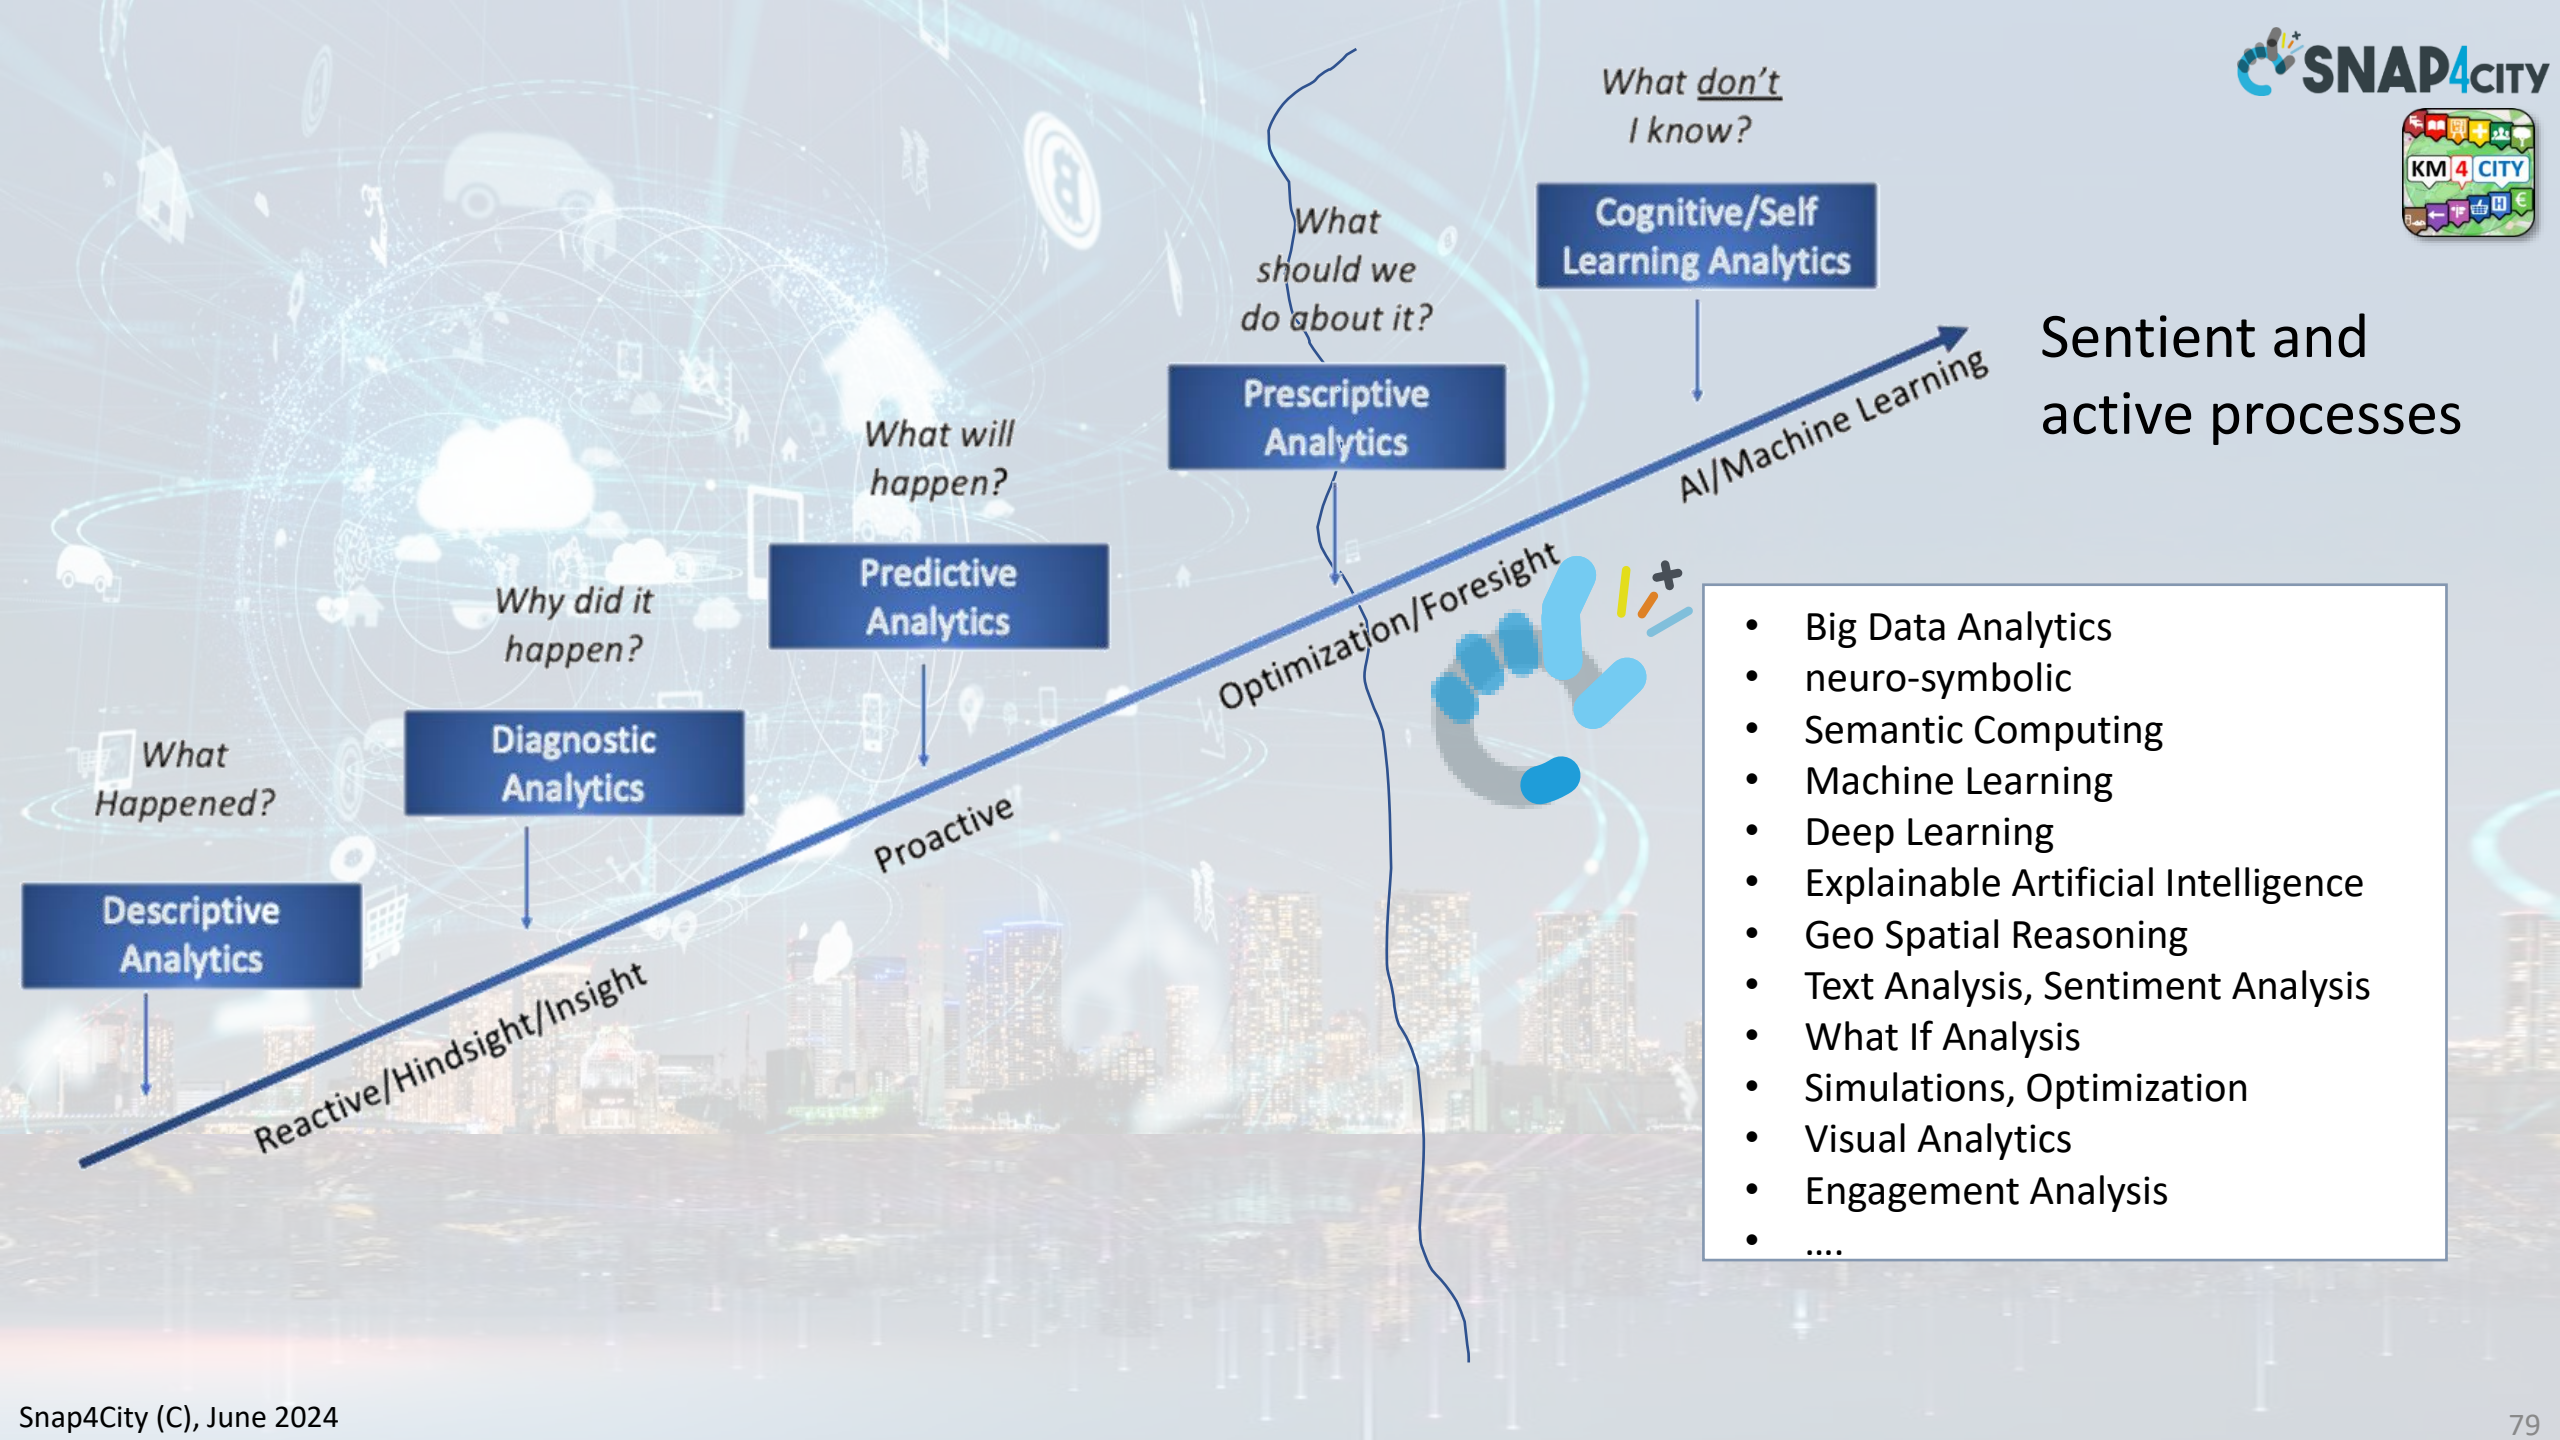 SNAP4CITY
KM 4 CITY
What don't
I know?
Cognitive/Self
Learning Analytics
What
should we
do about it?
Prescriptive
Analytics
What will
happen?
Predictive
Analytics
Why did it
happen?
Diagnostic
Analytics
What
Happened?
Descriptive
Analytics
Reactive/Hindsight/Insight
Proactive
Optimization/Foresight
AI/Machine Learning
Sentient and
active processes
• Big Data Analytics
• neuro-symbolic
• Semantic Computing
• Machine Learning
• Deep Learning
• Explainable Artificial Intelligence
• Geo Spatial Reasoning
• Text Analysis, Sentiment Analysis
• What If Analysis
• Simulations, Optimization
• Visual Analytics
• Engagement Analysis
• ....
Snap4City (C), June 2024
79